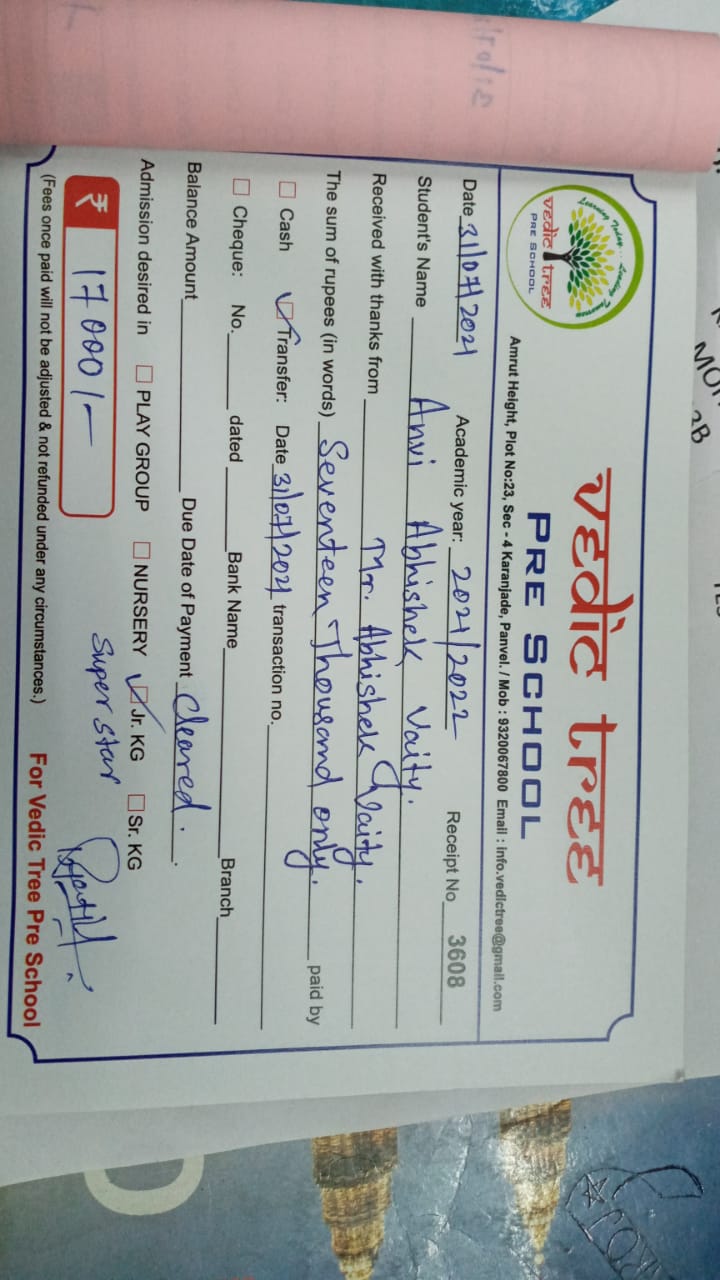 Learning Today... Leading Tomorrow
vedic tree
PRE SCHOOL
vedic tree
PRE SCHOOL
Amrut Height, Plot No:23, Sec - 4 Karanjade, Panvel. / Mob : 9320067800 Email : info.vedictree@gmail.com
Date 31/07/2021 Academic year: 2021/2022 Receipt No 3608
Student's Name Anvi Abhishek Vaity.
Received with thanks from Mr. Abhishek Vaity.
The sum of rupees (in words) Seventeen Thousand only. paid by
Cash Transfer: Date 31/07/2021 transaction no.
Cheque: No. dated Bank Name Branch
Balance Amount Due Date of Payment Cleared.
Admission desired in PLAY GROUP NURSERY Jr. KG Sr. KG
Super Star
₹ 17000/-
(Fees once paid will not be adjusted & not refunded under any circumstances.) For Vedic Tree Pre School